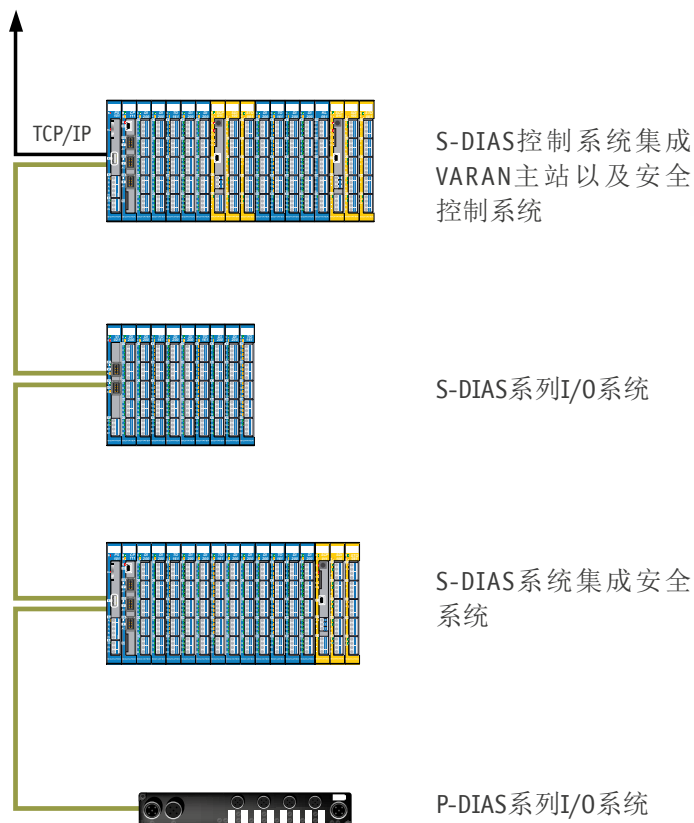 TCP/IP
S-DIAS控制系统集成
VARAN主站以及安全
控制系统
S-DIAS系列I/O系统
S-DIAS系统集成安全
系统
P-DIAS系列I/O系统